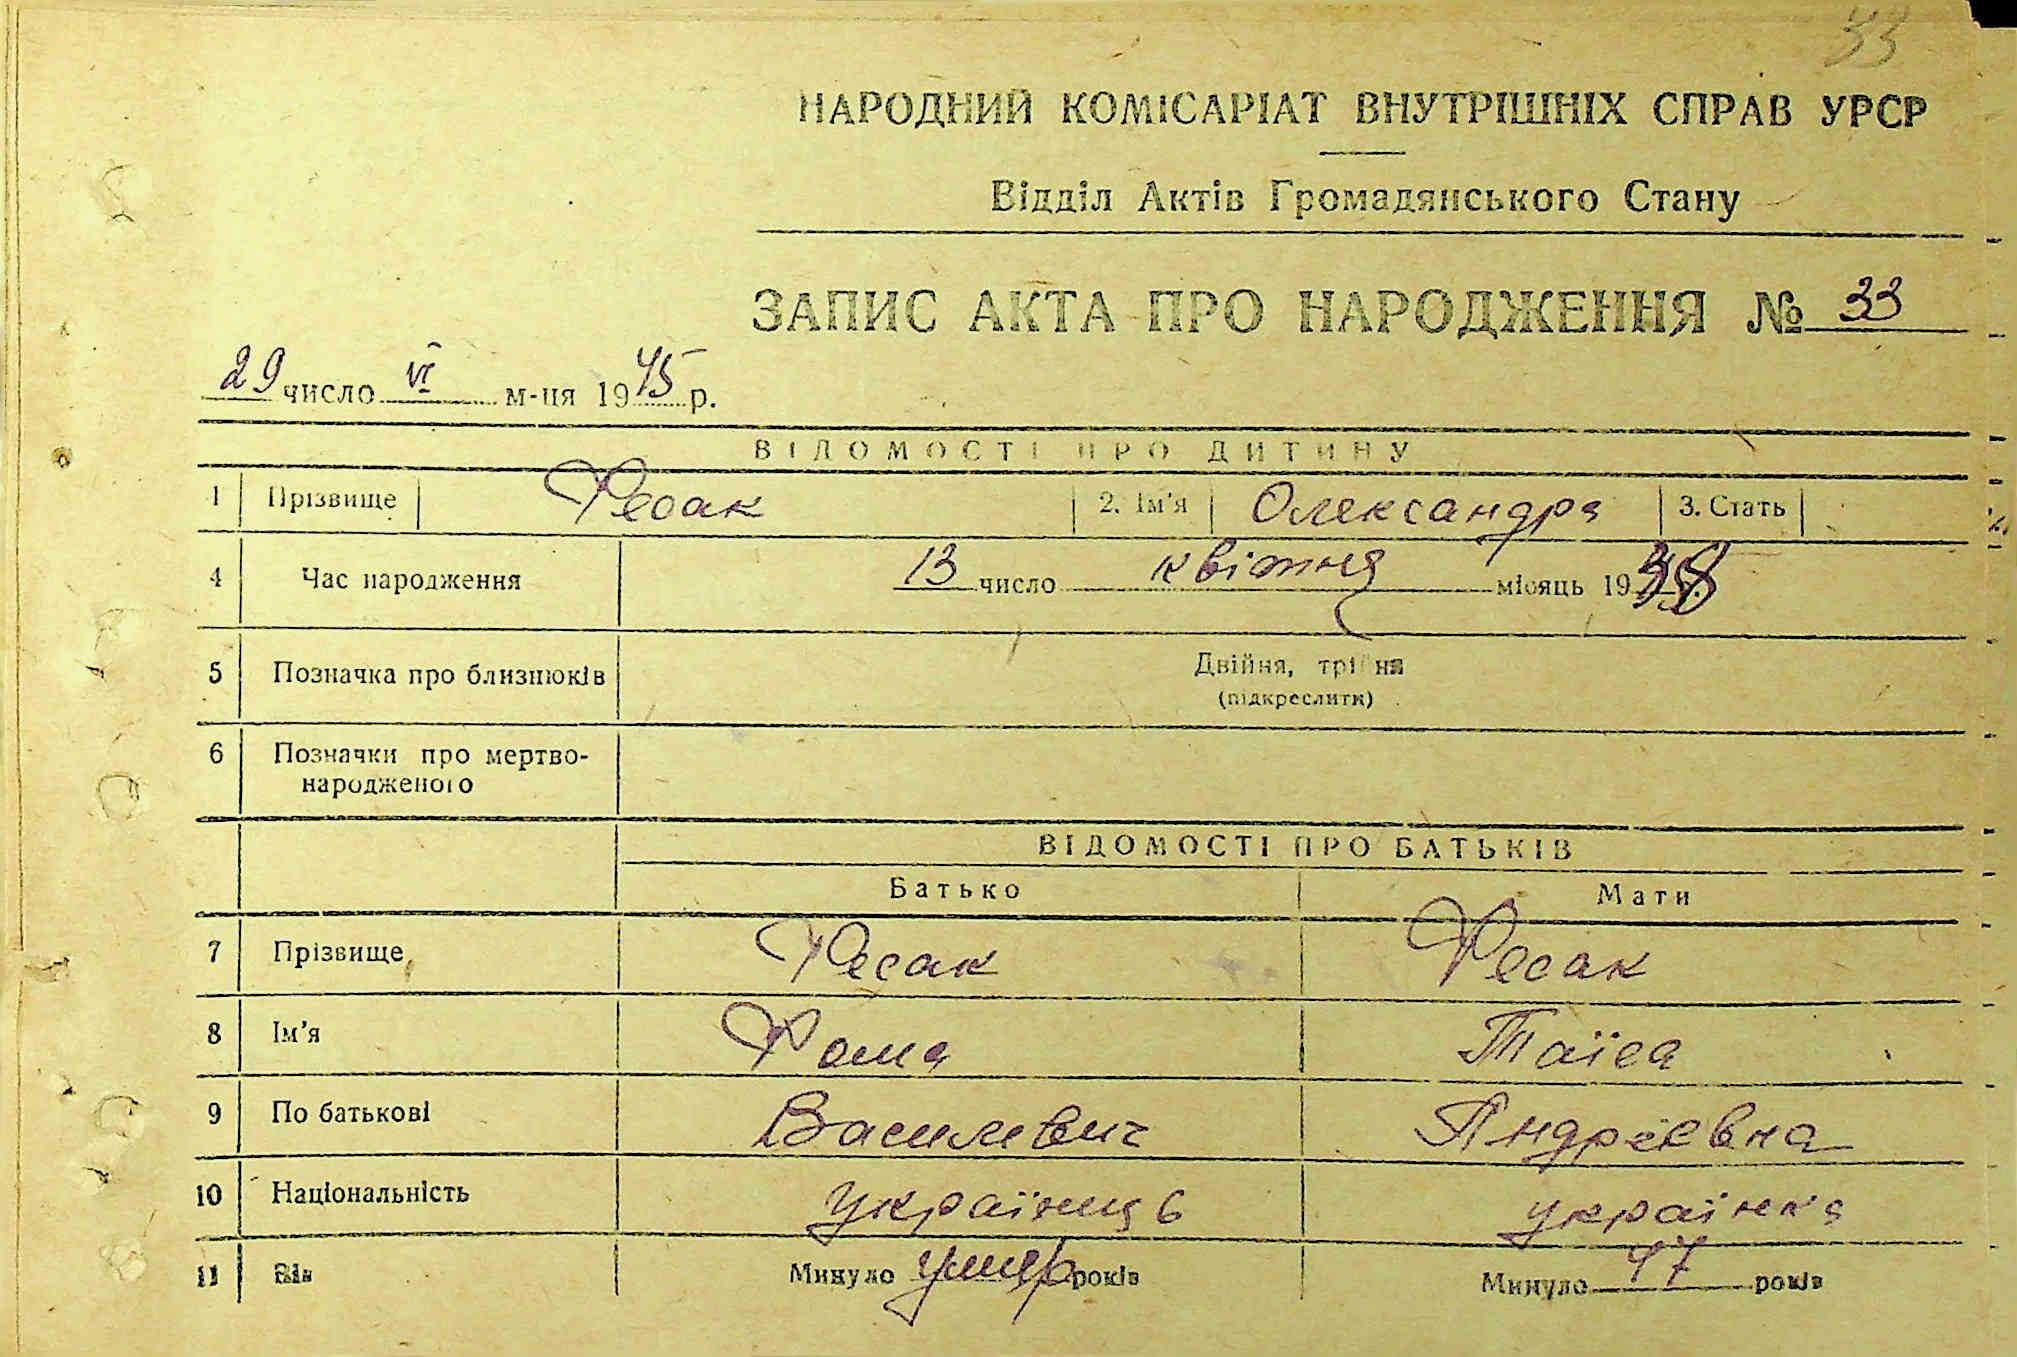 33
НАРОДНИЙ КОМІСАРІАТ ВНУТРІШНІХ СПРАВ УРСР
Відділ Актів Громадянського Стану
ЗАПИС АКТА ПРО НАРОДЖЕННЯ № 33
29 число VI м-ця 1945 р.
ВІДОМОСТІ ПРО ДИТИНУ
1 Прізвище Фесак 2. Ім'я Олександра 3. Стать
4 Час народження 13 число квітня місяць 19
5 Позначка про близнюків Двійня, трійня
(підкреслити)
6 Позначки про мертво-
народженого
ВІДОМОСТІ ПРО БАТЬКІВ
Батько Мати
7 Прізвище Фесак Фесак
8 Ім'я Фома Таїса
9 По батькові Василевич Андреевна
10 Національність Українець українка
11 Вік Минуло умер років Минуло 47 років